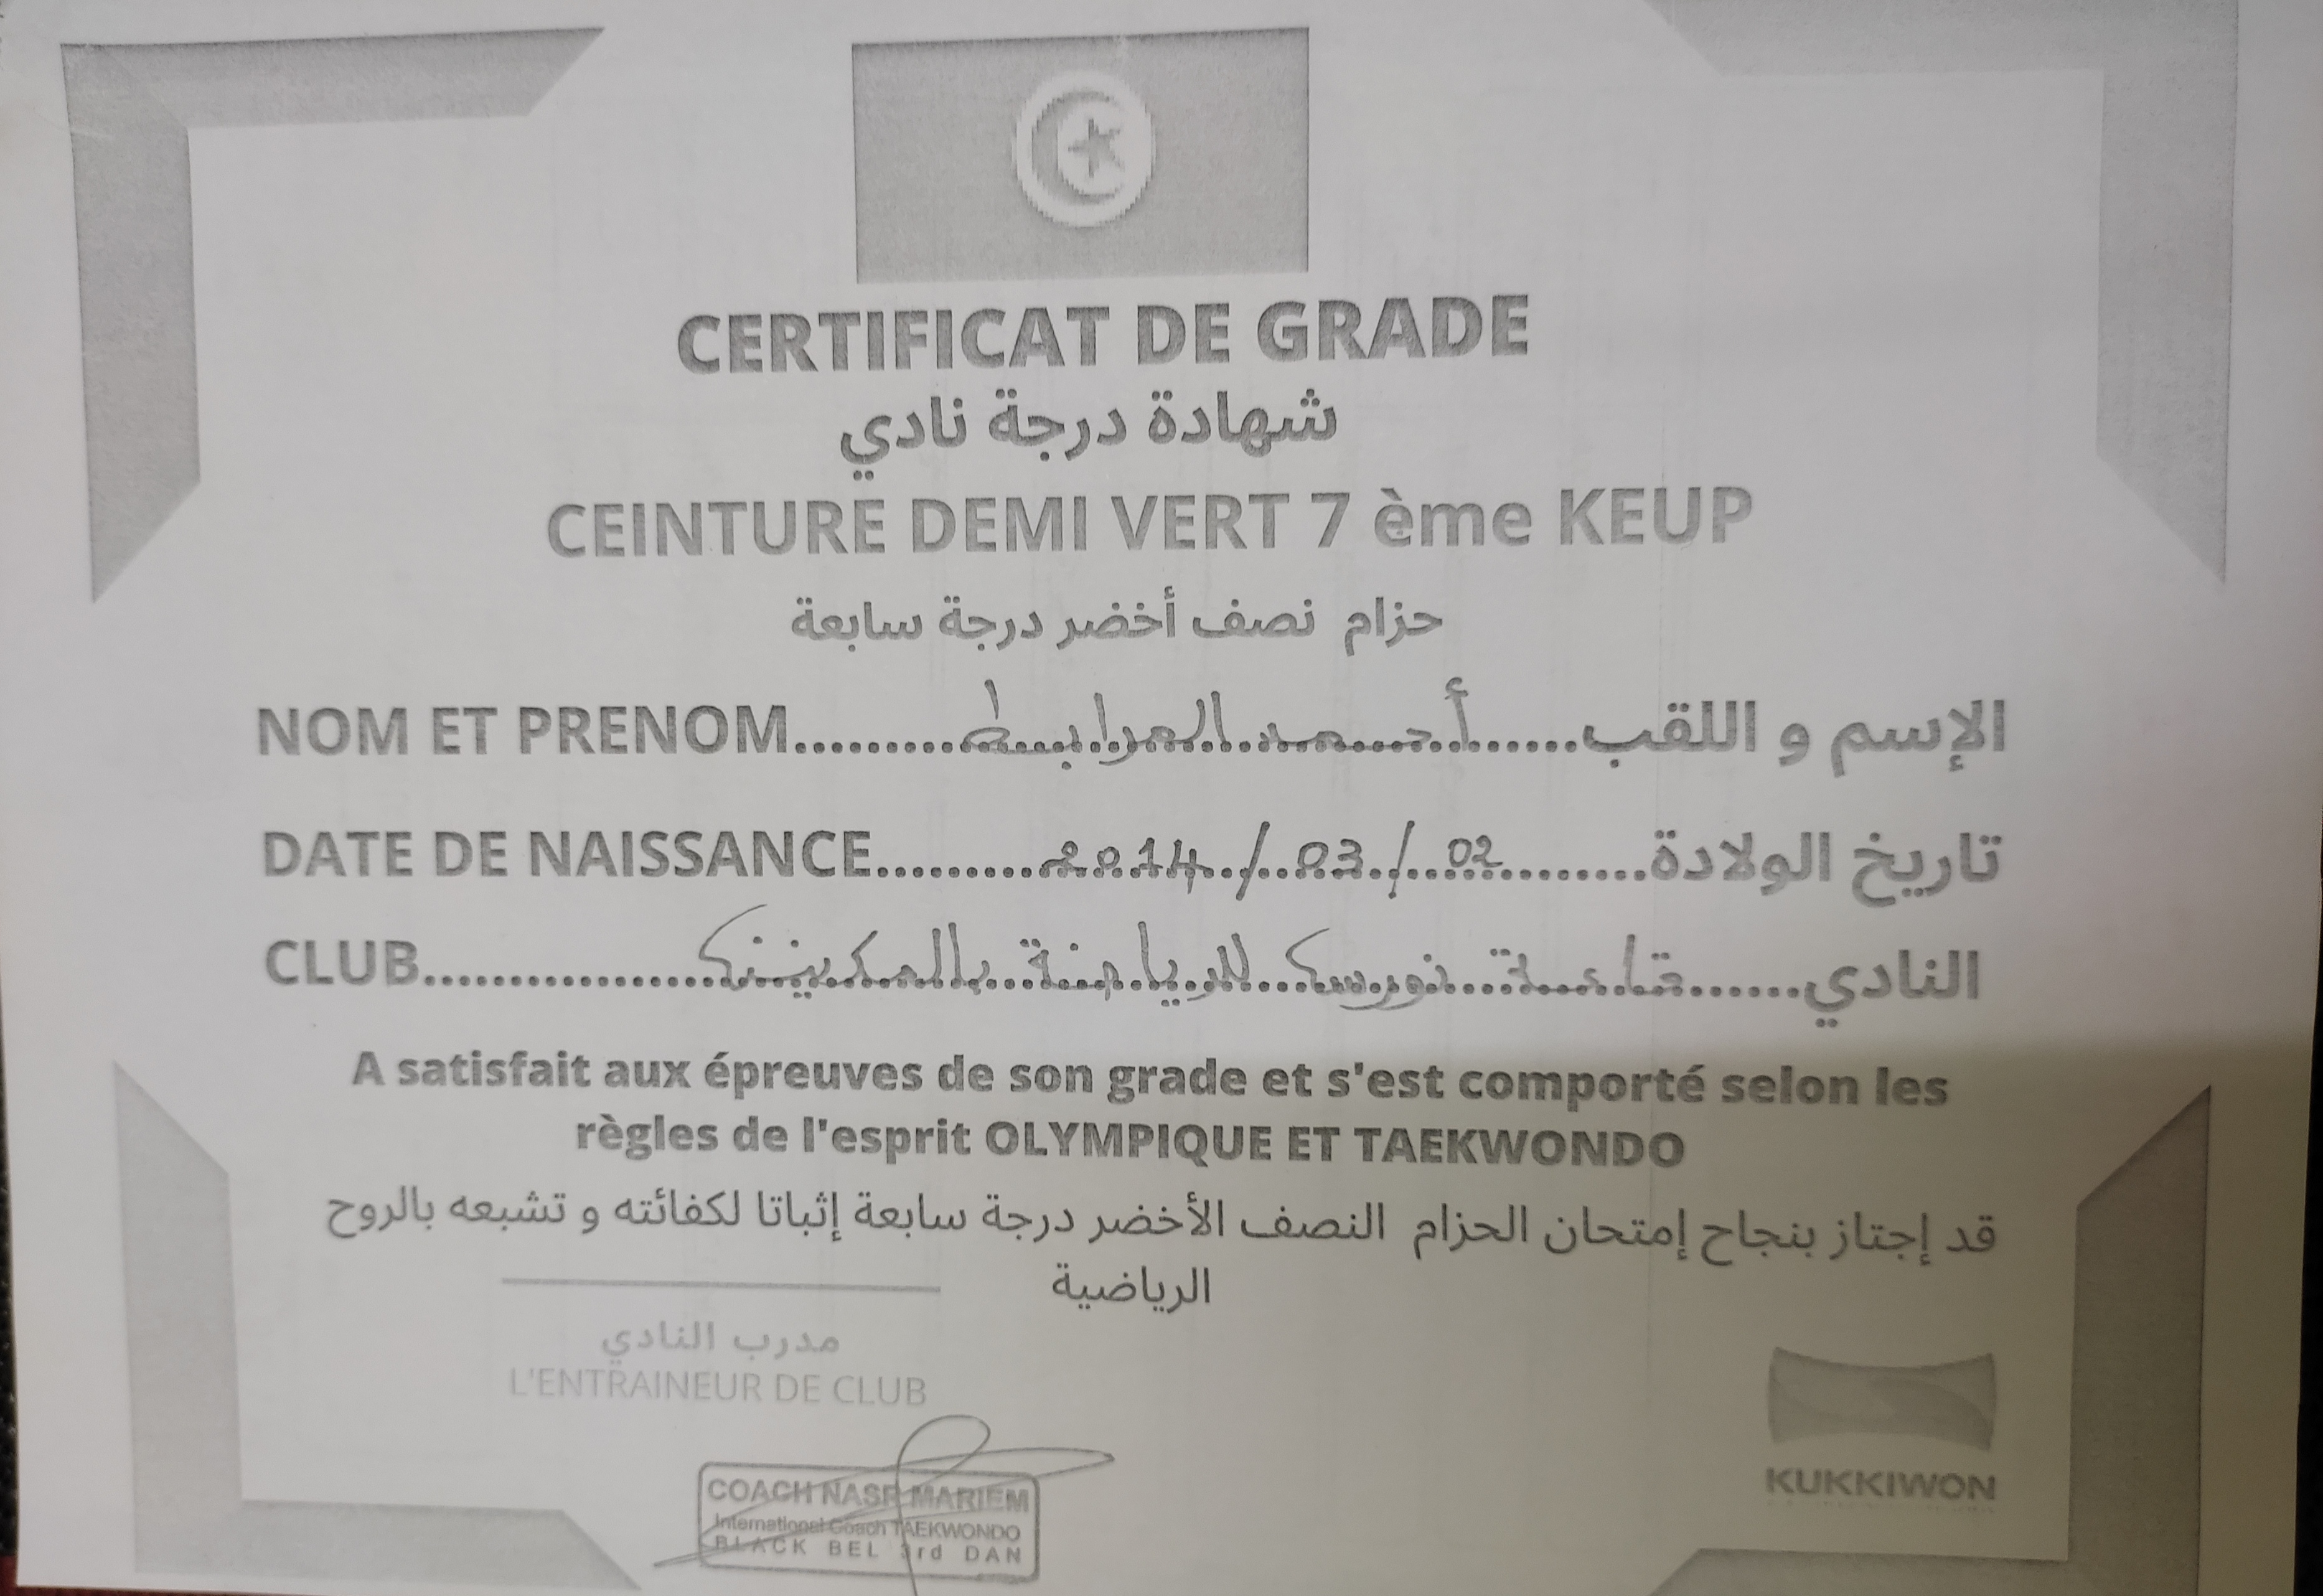 CERTIFICAT DE GRADE
شهادة درجة نادي
CEINTURE DEMI VERT 7 ème KEUP
حزام نصف أخضر درجة سابعة
NOM ET PRENOM.........أحمد المرابط......الإسم و اللقب
DATE DE NAISSANCE.........2014/03/02.........تاريخ الولادة
CLUB.................قاعة نورس للرياضة بالمكنين......النادي
A satisfait aux épreuves de son grade et s'est comporté selon les
règles de l'esprit OLYMPIQUE ET TAEKWONDO
قد إجتاز بنجاح إمتحان الحزام النصف الأخضر درجة سابعة إثباتا لكفائته و تشبعه بالروح
الرياضية
مدرب النادي
L'ENTRAINEUR DE CLUB
COACH NASR MARIEM
International Coach TAEKWONDO
BLACK BEL 3rd DAN
KUKKIWON